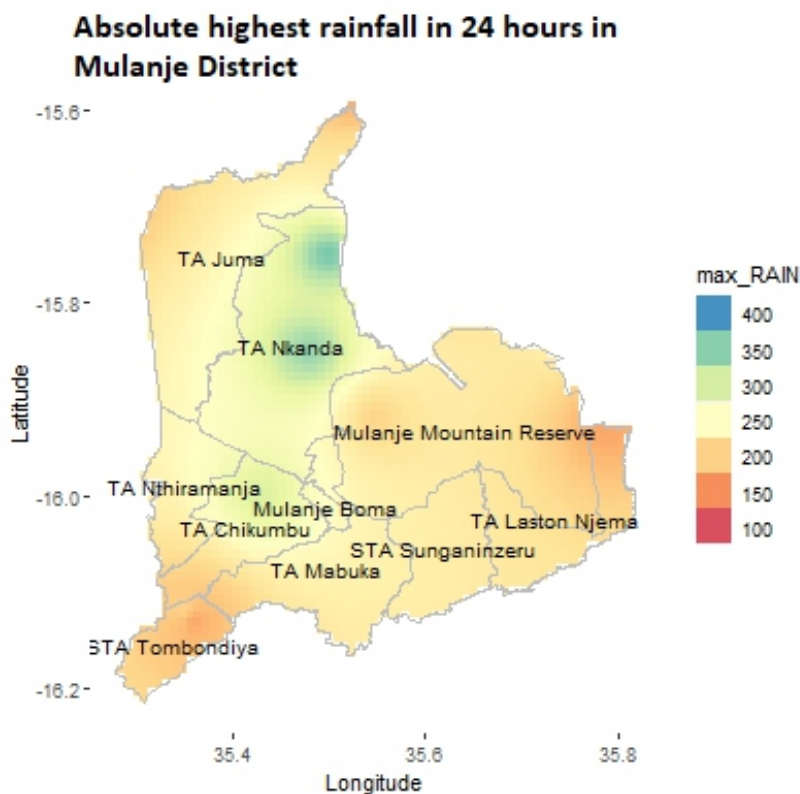 Absolute highest rainfall in 24 hours in
Mulanje District
-15.6
-15.8
-16.0
-16.2
Latitude
TA Juma
TA Nkanda
Mulanje Mountain Reserve
TA Nthiramanja
Mulanje Boma
TA Chikumbu
TA Laston Njema
STA Sunganinzeru
TA Mabuka
STA Tombondiya
35.4
35.6
35.8
Longitude
max_RAIN
400
350
300
250
200
150
100